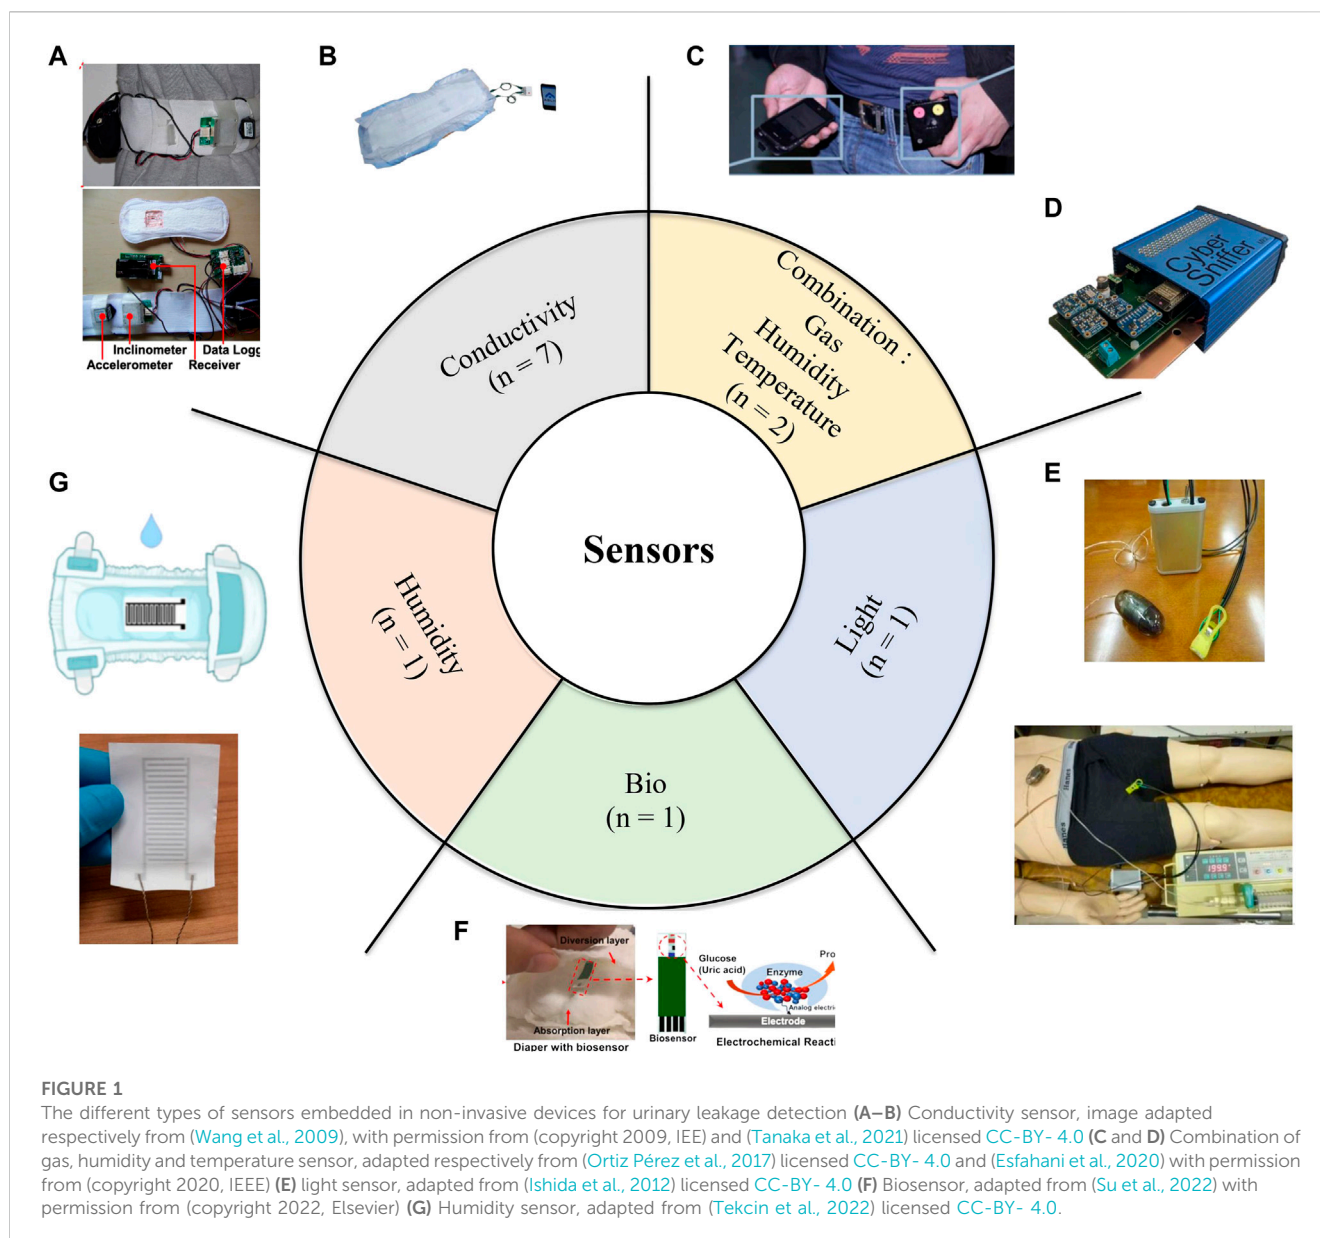 A
B
C
D
E
F
G
Inclinometer Data Logg
Accelerometer Receiver
Cyber
Sniffer
Conductivity
(n = 7)
Combination :
Gas
Humidity
Temperature
(n = 2)
Sensors
Humidity
(n = 1)
Light
(n = 1)
Bio
(n = 1)
Hanes
1999
Diversion layer
Absorption layer
Diaper with biosensor
Biosensor
Glucose
(Uric acid)
Enzyme
Pro
Analog electri
Electrode
Electrochemical Reacti
FIGURE 1
The different types of sensors embedded in non-invasive devices for urinary leakage detection (A–B) Conductivity sensor, image adapted
respectively from (Wang et al., 2009), with permission from (copyright 2009, IEE) and (Tanaka et al., 2021) licensed CC-BY- 4.0 (C and D) Combination of
gas, humidity and temperature sensor, adapted respectively from (Ortiz Pérez et al., 2017) licensed CC-BY- 4.0 and (Esfahani et al., 2020) with permission
from (copyright 2020, IEEE) (E) light sensor, adapted from (Ishida et al., 2012) licensed CC-BY- 4.0 (F) Biosensor, adapted from (Su et al., 2022) with
permission from (copyright 2022, Elsevier) (G) Humidity sensor, adapted from (Tekcin et al., 2022) licensed CC-BY- 4.0.